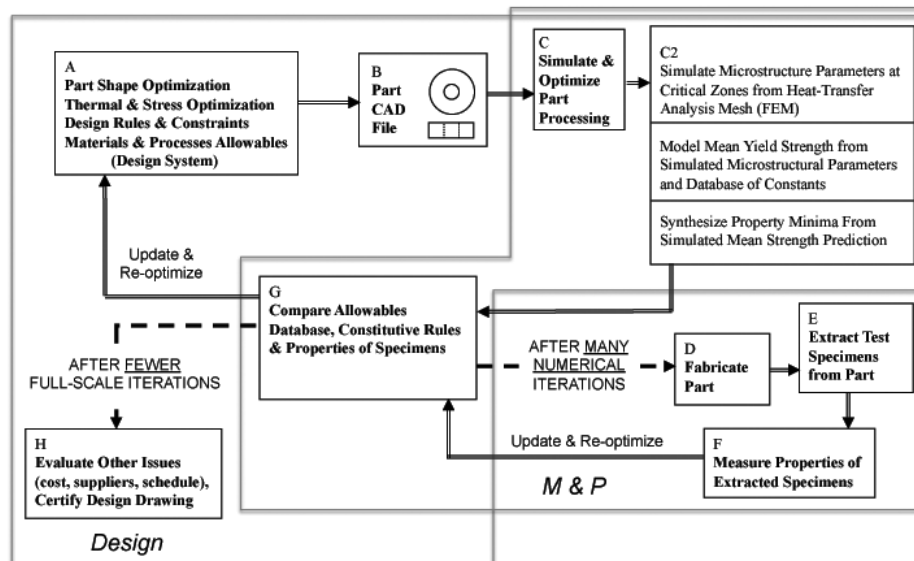 A
Part Shape Optimization
Thermal & Stress Optimization
Design Rules & Constraints
Materials & Processes Allowables
(Design System)
B
Part
CAD
File
C
Simulate &
Optimize
Part
Processing
C2
Simulate Microstructure Parameters at
Critical Zones from Heat-Transfer
Analysis Mesh (FEM)
Model Mean Yield Strength from
Simulated Microstructural Parameters
and Database of Constants
Synthesize Property Minima From
Simulated Mean Strength Prediction
Update &
Re-optimize
G
Compare Allowables
Database, Constitutive Rules
& Properties of Specimens
AFTER FEWER
FULL-SCALE ITERATIONS
AFTER MANY
NUMERICAL
ITERATIONS
D
Fabricate
Part
E
Extract Test
Specimens
from Part
Update & Re-optimize
F
Measure Properties of
Extracted Specimens
H
Evaluate Other Issues
(cost, suppliers, schedule),
Certify Design Drawing
M & P
Design